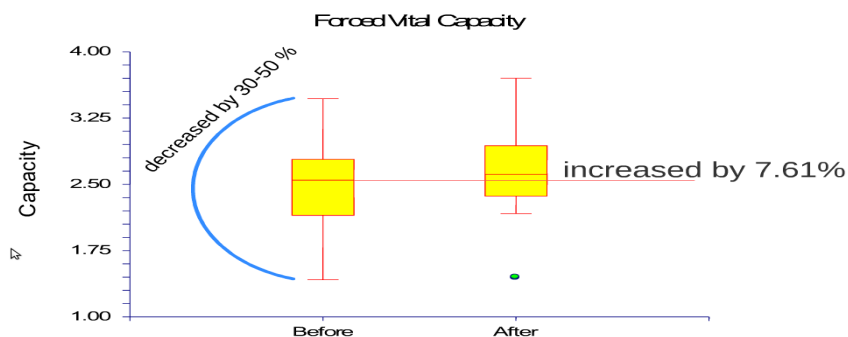 Forced Vital Capacity
4.00
decreased by 30-50 %
3.25
Capacity
increased by 7.61%
2.50
1.75
1.00
Before After